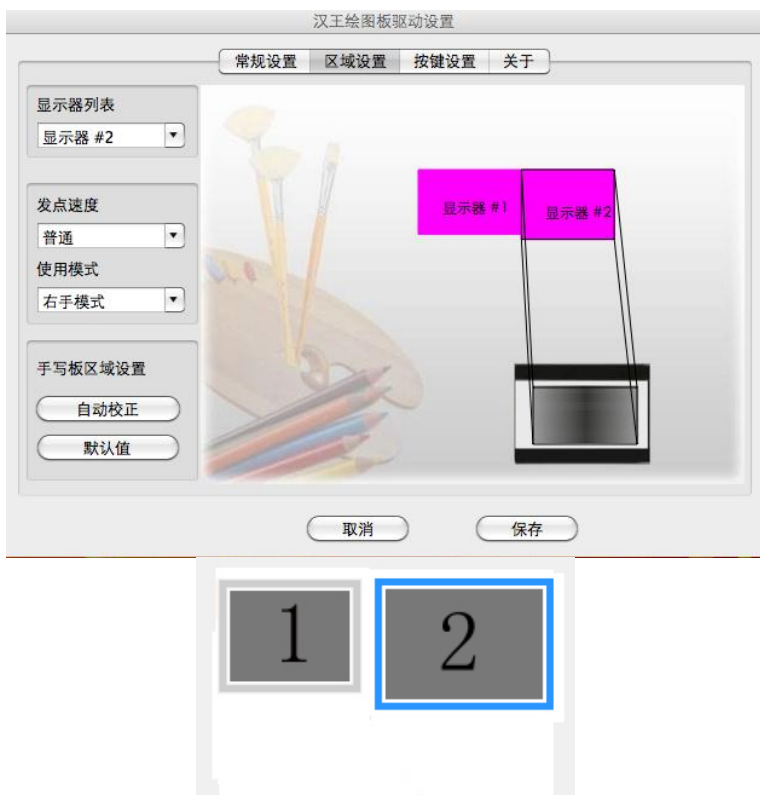 汉王绘图板驱动设置
常规设置 区域设置 按键设置 关于
显示器列表
显示器 #2
发点速度
普通
使用模式
右手模式
手写板区域设置
自动校正
默认值
显示器 #1
显示器 #2
取消 保存
1 2